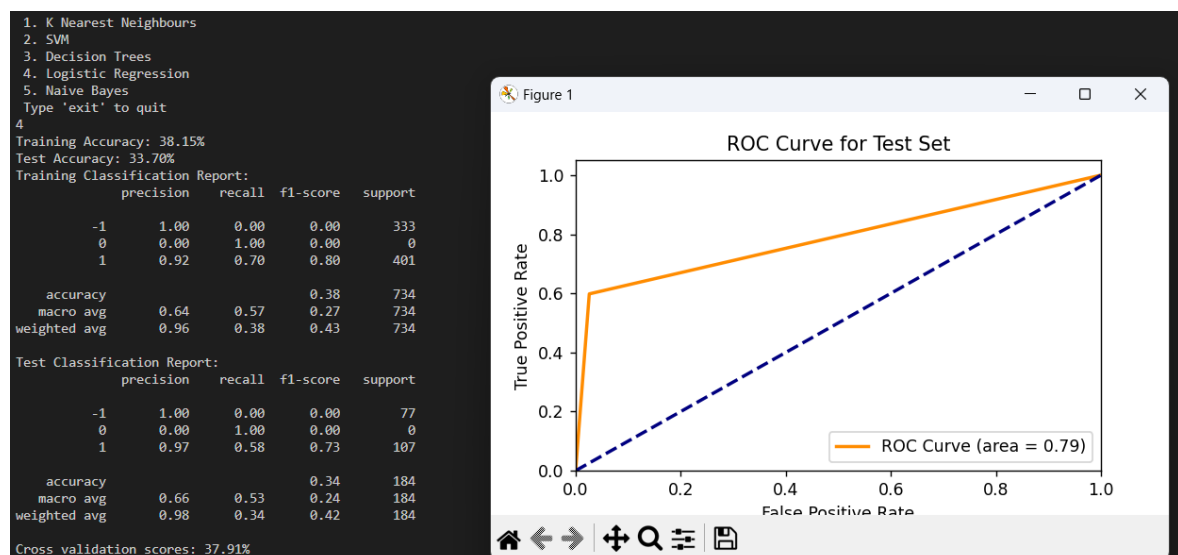 1. K Nearest Neighbours
2. SVM
3. Decision Trees
4. Logistic Regression
5. Naive Bayes
Type 'exit' to quit
4
Training Accuracy: 38.15%
Test Accuracy: 33.70%
Training Classification Report:
precision recall f1-score support
-1 1.00 0.00 0.00 333
0 0.00 1.00 0.00 0
1 0.92 0.70 0.80 401
accuracy 0.38 734
macro avg 0.64 0.57 0.27 734
weighted avg 0.96 0.38 0.43 734
Test Classification Report:
precision recall f1-score support
-1 1.00 0.00 0.00 77
0 0.00 1.00 0.00 0
1 0.97 0.58 0.73 107
accuracy 0.34 184
macro avg 0.66 0.53 0.24 184
weighted avg 0.98 0.34 0.42 184
Cross validation scores: 37.91%
Figure 1
ROC Curve for Test Set
True Positive Rate
1.0
0.8
0.6
0.4
0.2
0.0
ROC Curve (area = 0.79)
0.0 0.2 0.4 0.6 0.8 1.0
False Positive Rate